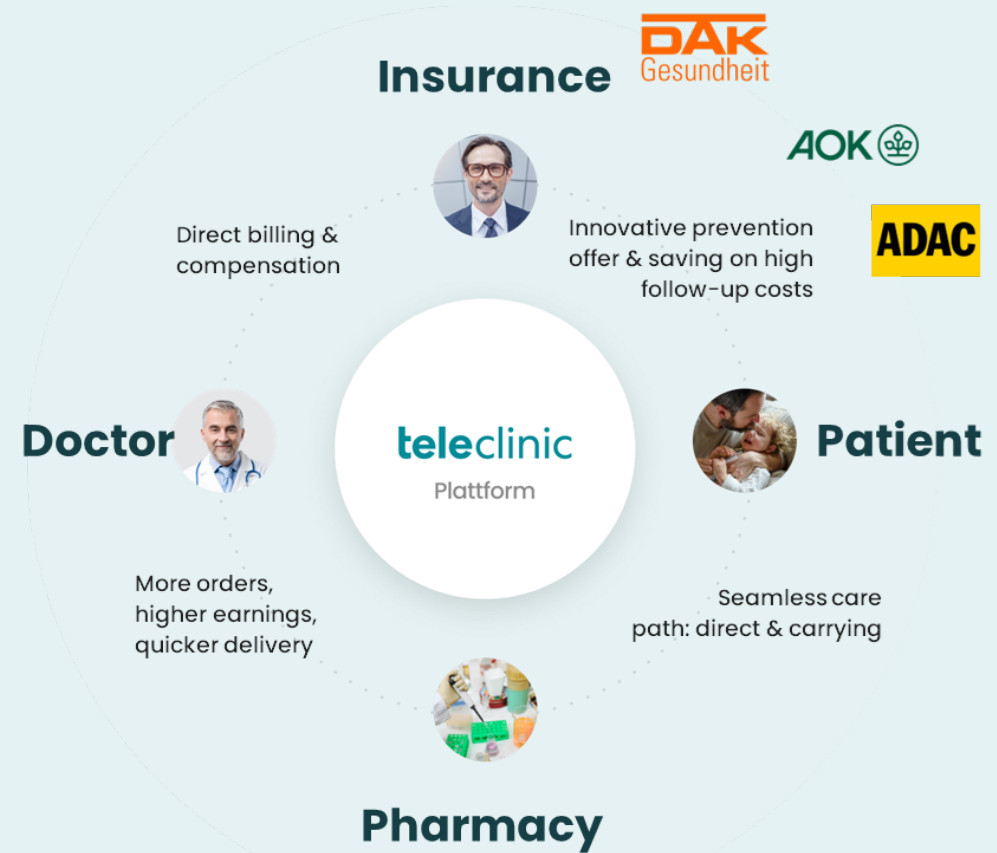 DAK
Gesundheit
Insurance
AOK
ADAC
Direct billing &
compensation
Innovative prevention
offer & saving on high
follow-up costs
Doctor
teleclinic
Plattform
Patient
More orders,
higher earnings,
quicker delivery
Seamless care
path: direct & carrying
Pharmacy